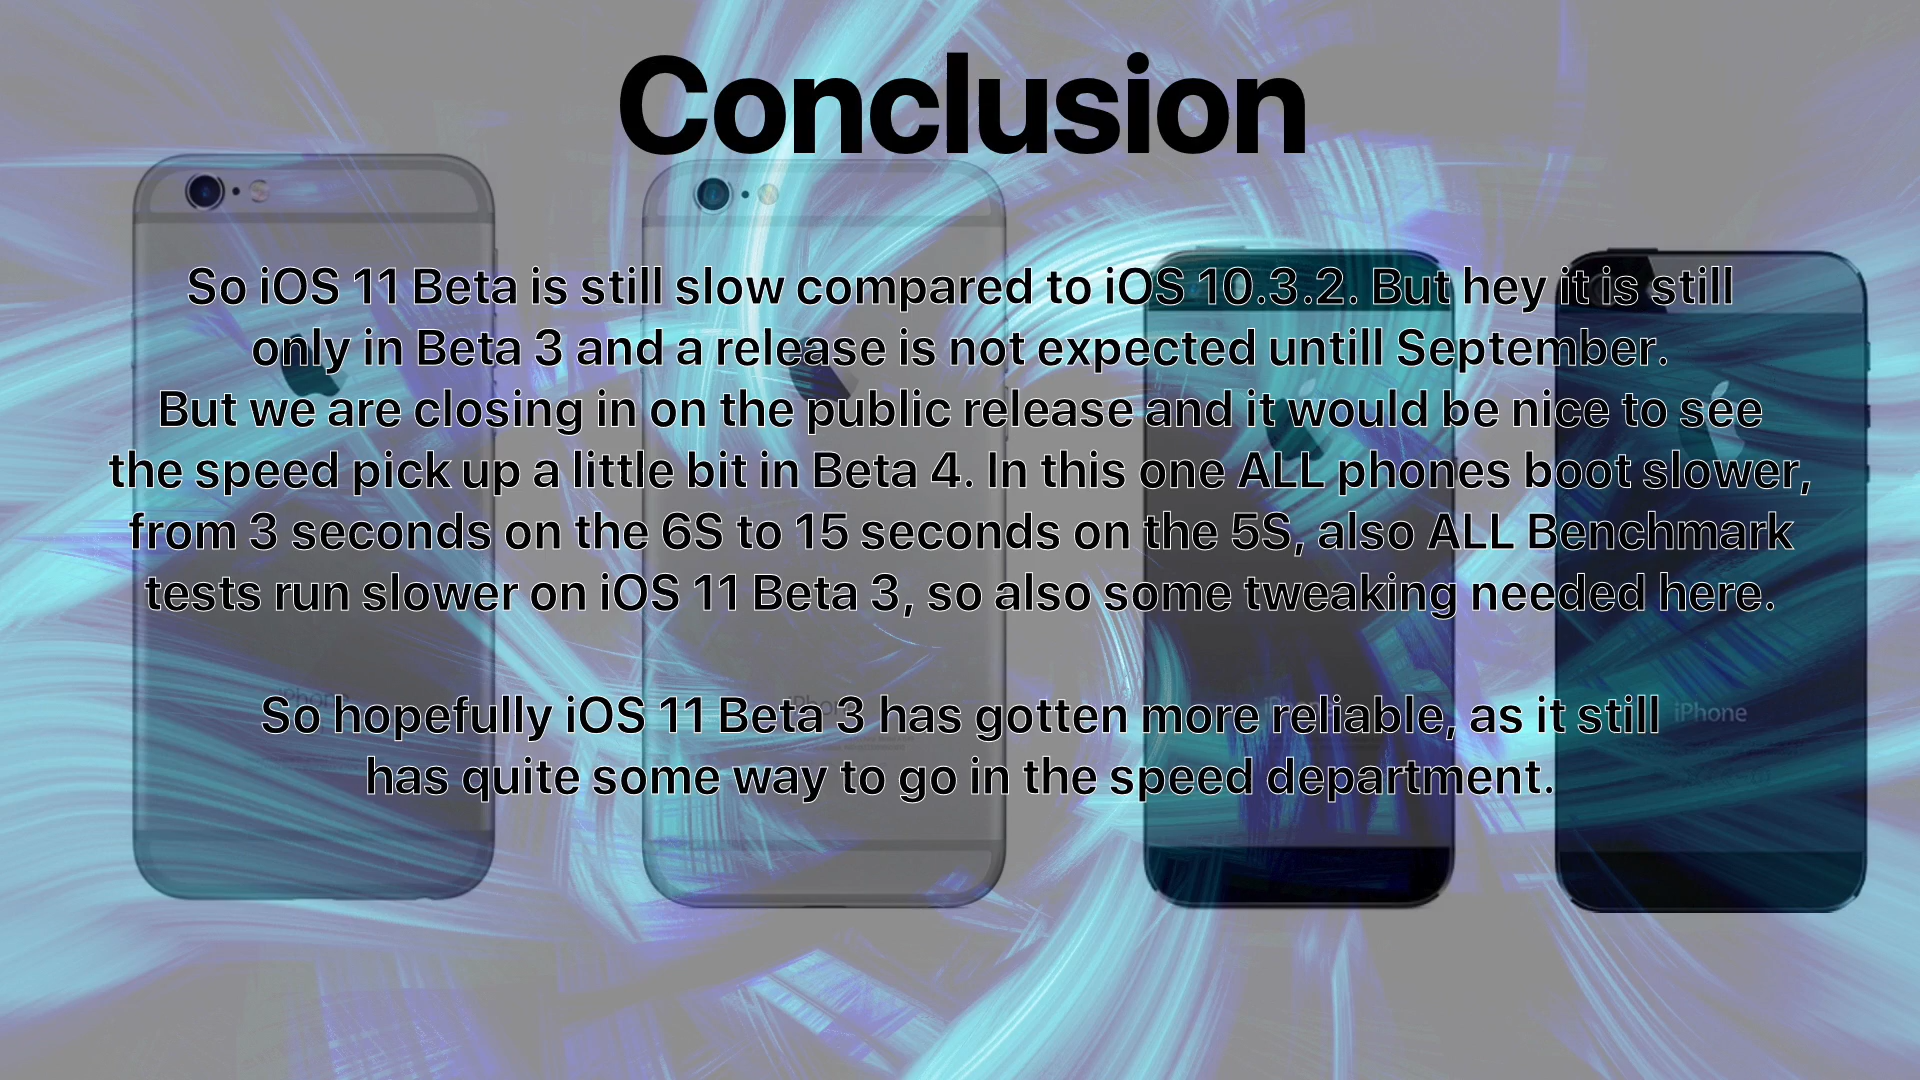 Conclusion
So iOS 11 Beta is still slow compared to iOS 10.3.2. But hey it is still
only in Beta 3 and a release is not expected untill September.
But we are closing in on the public release and it would be nice to see
the speed pick up a little bit in Beta 4. In this one ALL phones boot slower,
from 3 seconds on the 6S to 15 seconds on the 5S, also ALL Benchmark
tests run slower on iOS 11 Beta 3, so also some tweaking needed here.
So hopefully iOS 11 Beta 3 has gotten more reliable, as it still
has quite some way to go in the speed department.
iPhone
iPhone
iPhone
iPhone